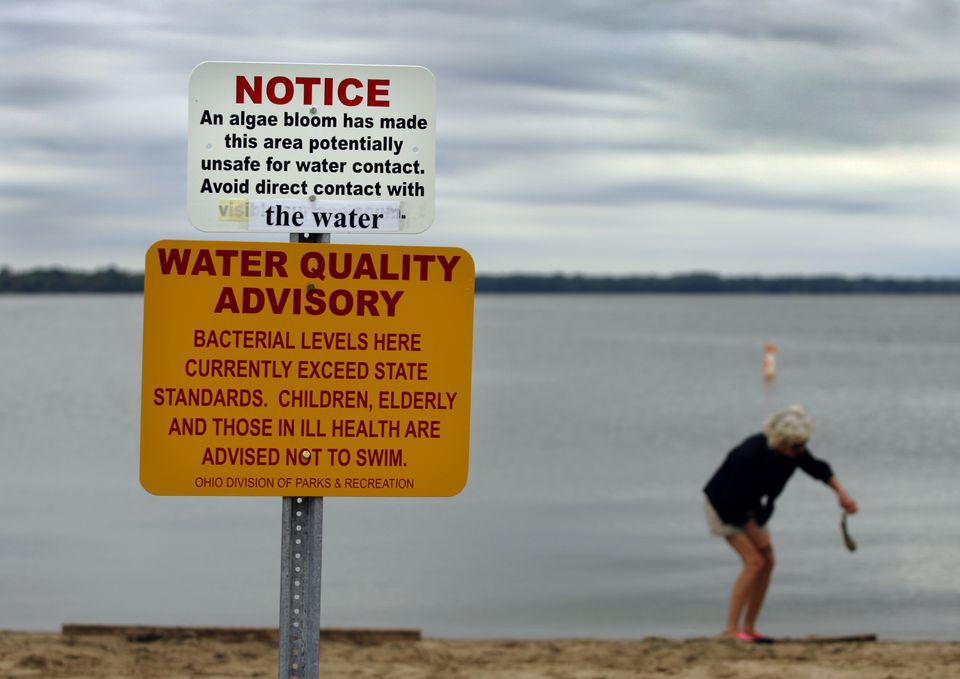 NOTICE
An algae bloom has made
this area potentially
unsafe for water contact.
Avoid direct contact with
the water
WATER QUALITY
ADVISORY
BACTERIAL LEVELS HERE
CURRENTLY EXCEED STATE
STANDARDS. CHILDREN, ELDERLY
AND THOSE IN ILL HEALTH ARE
ADVISED NOT TO SWIM.
OHIO DIVISION OF PARKS & RECREATION